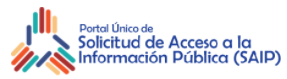 Portal Único de
Solicitud de Acceso a la
Información Pública (SAIP)